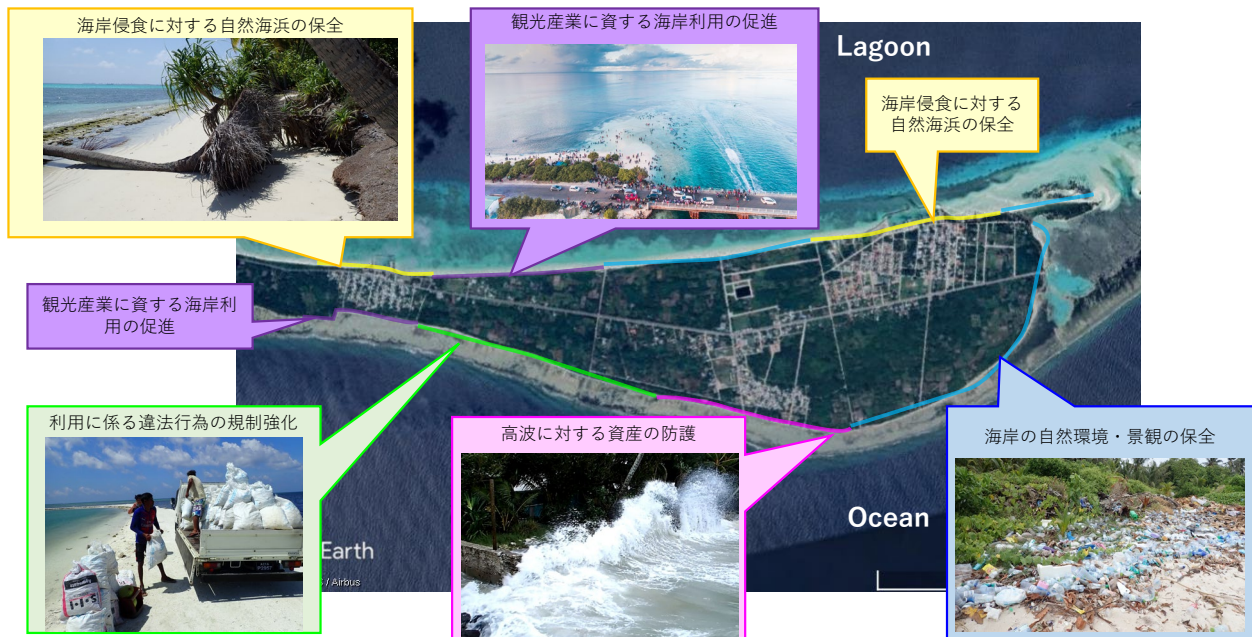 海岸侵食に対する自然海浜の保全
観光産業に資する海岸利用の促進
Lagoon
海岸侵食に対する
自然海浜の保全
観光産業に資する海岸利
用の促進
利用に係る違法行為の規制強化
高波に対する資産の防護
海岸の自然環境・景観の保全
Ocean
Earth
/ Airbus